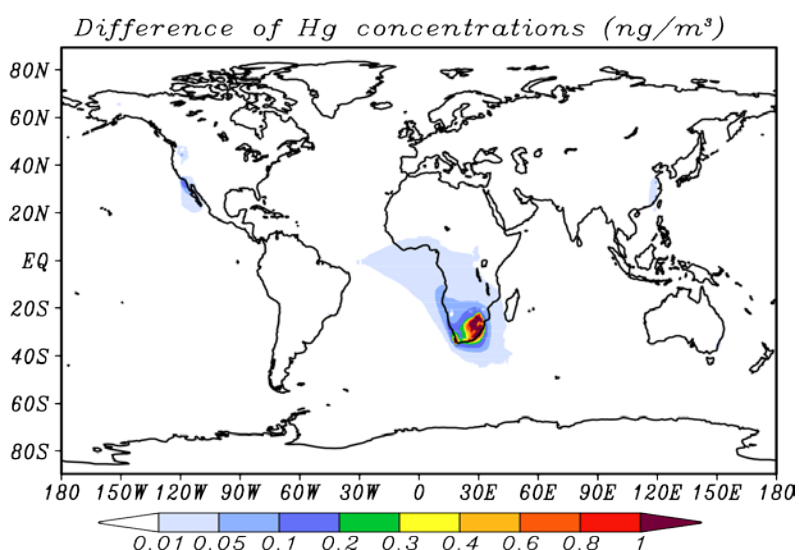 Difference of Hg concentrations (ng/m³)
80N
60N
40N
20N
EQ
20S
40S
60S
80S
180 150W 120W 90W 60W 30W 0 30E 60E 90E 120E 150E 180
0.01 0.05 0.1 0.2 0.3 0.4 0.6 0.8 1